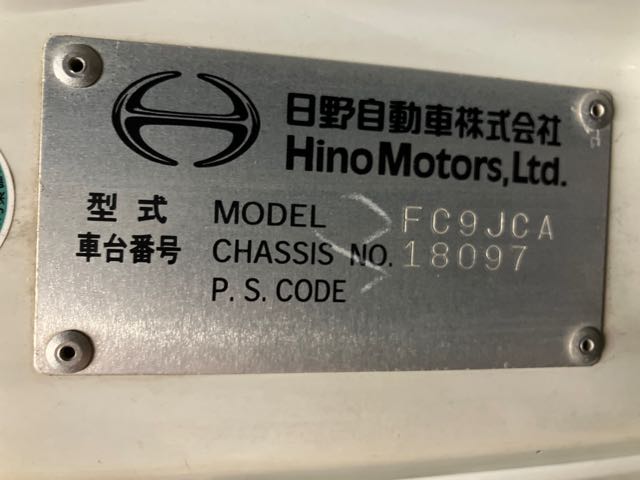 日野自動車株式会社
Hino Motors, Ltd.
型式 MODEL FC9JCA
車台番号 CHASSIS NO. 18097
P. S. CODE